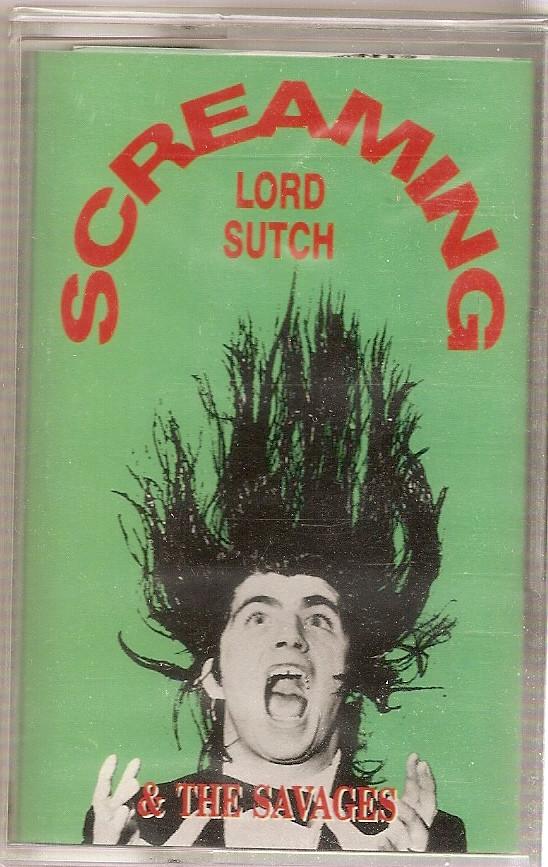 SCREAMING
LORD
SUTCH
& THE SAVAGES